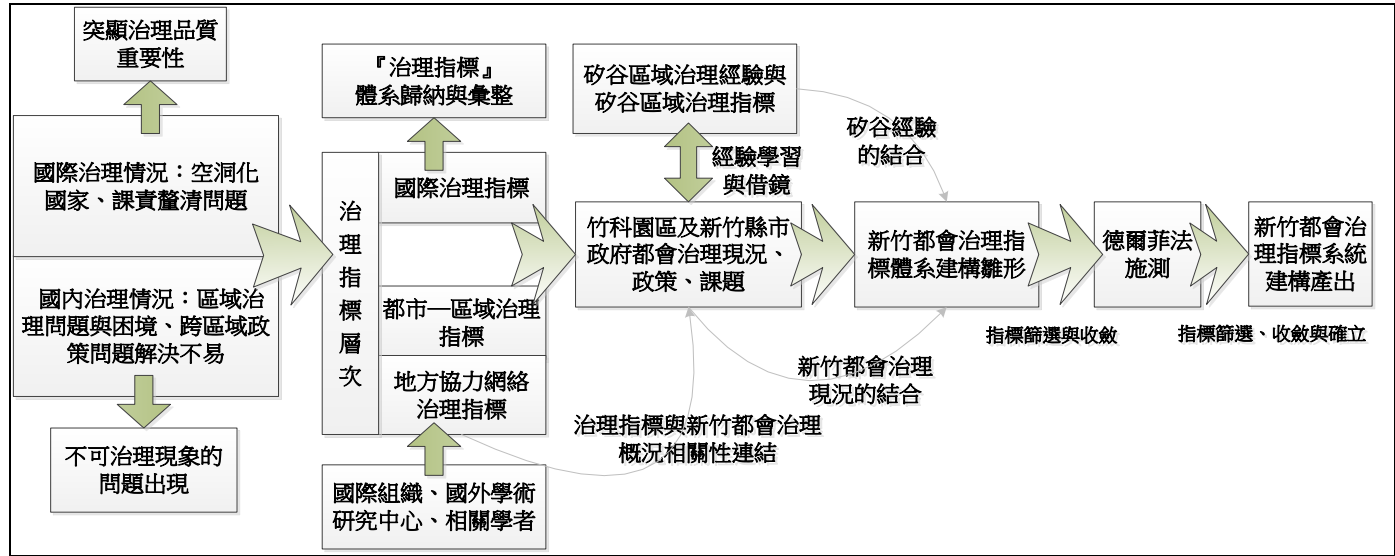 突顯治理品質
重要性
國際治理情況：空洞化
國家、課責釐清問題
國內治理情況：區域治
理問題與困境、跨區域政
策問題解決不易
不可治理現象的
問題出現
『治理指標』
體系歸納與彙整
治
理
指
標
層
次
國際治理指標
都市—區域治理
指標
地方協力網絡
治理指標
國際組織、國外學術
研究中心、相關學者
矽谷區域治理經驗與
矽谷區域治理指標
經驗學習
與借鏡
矽谷經驗
的結合
竹科園區及新竹縣市
政府都會治理現況、
政策、課題
治理指標與新竹都會治理
概況相關性連結
新竹都會治理
現況的結合
新竹都會治理指
標體系建構雛形
指標篩選與收斂
德爾菲法
施測
指標篩選、收斂與確立
新竹都會治
理指標系統
建構產出